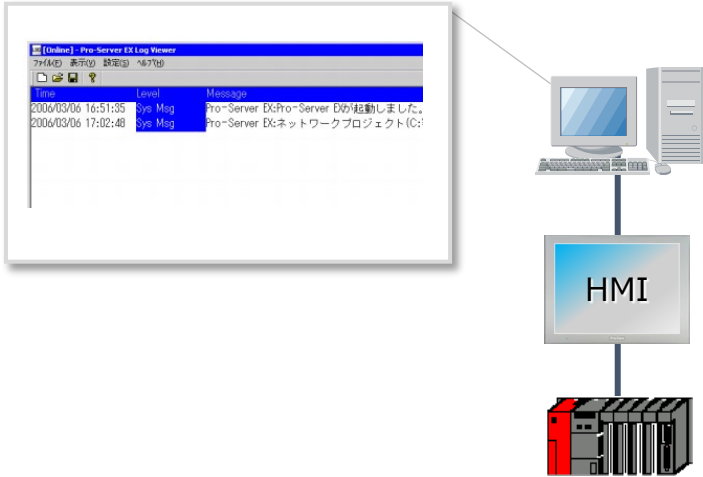 [Online] - Pro-Server EX Log Viewer
ファイル(F) 表示(V) 設定(S) ヘルプ(H)
Time Level Message
2006/03/06 16:51:35 Sys Msg Pro-Server EX:Pro-Server EXが起動しました。
2006/03/06 17:02:48 Sys Msg Pro-Server EX:ネットワークプロジェクト(C:
HMI